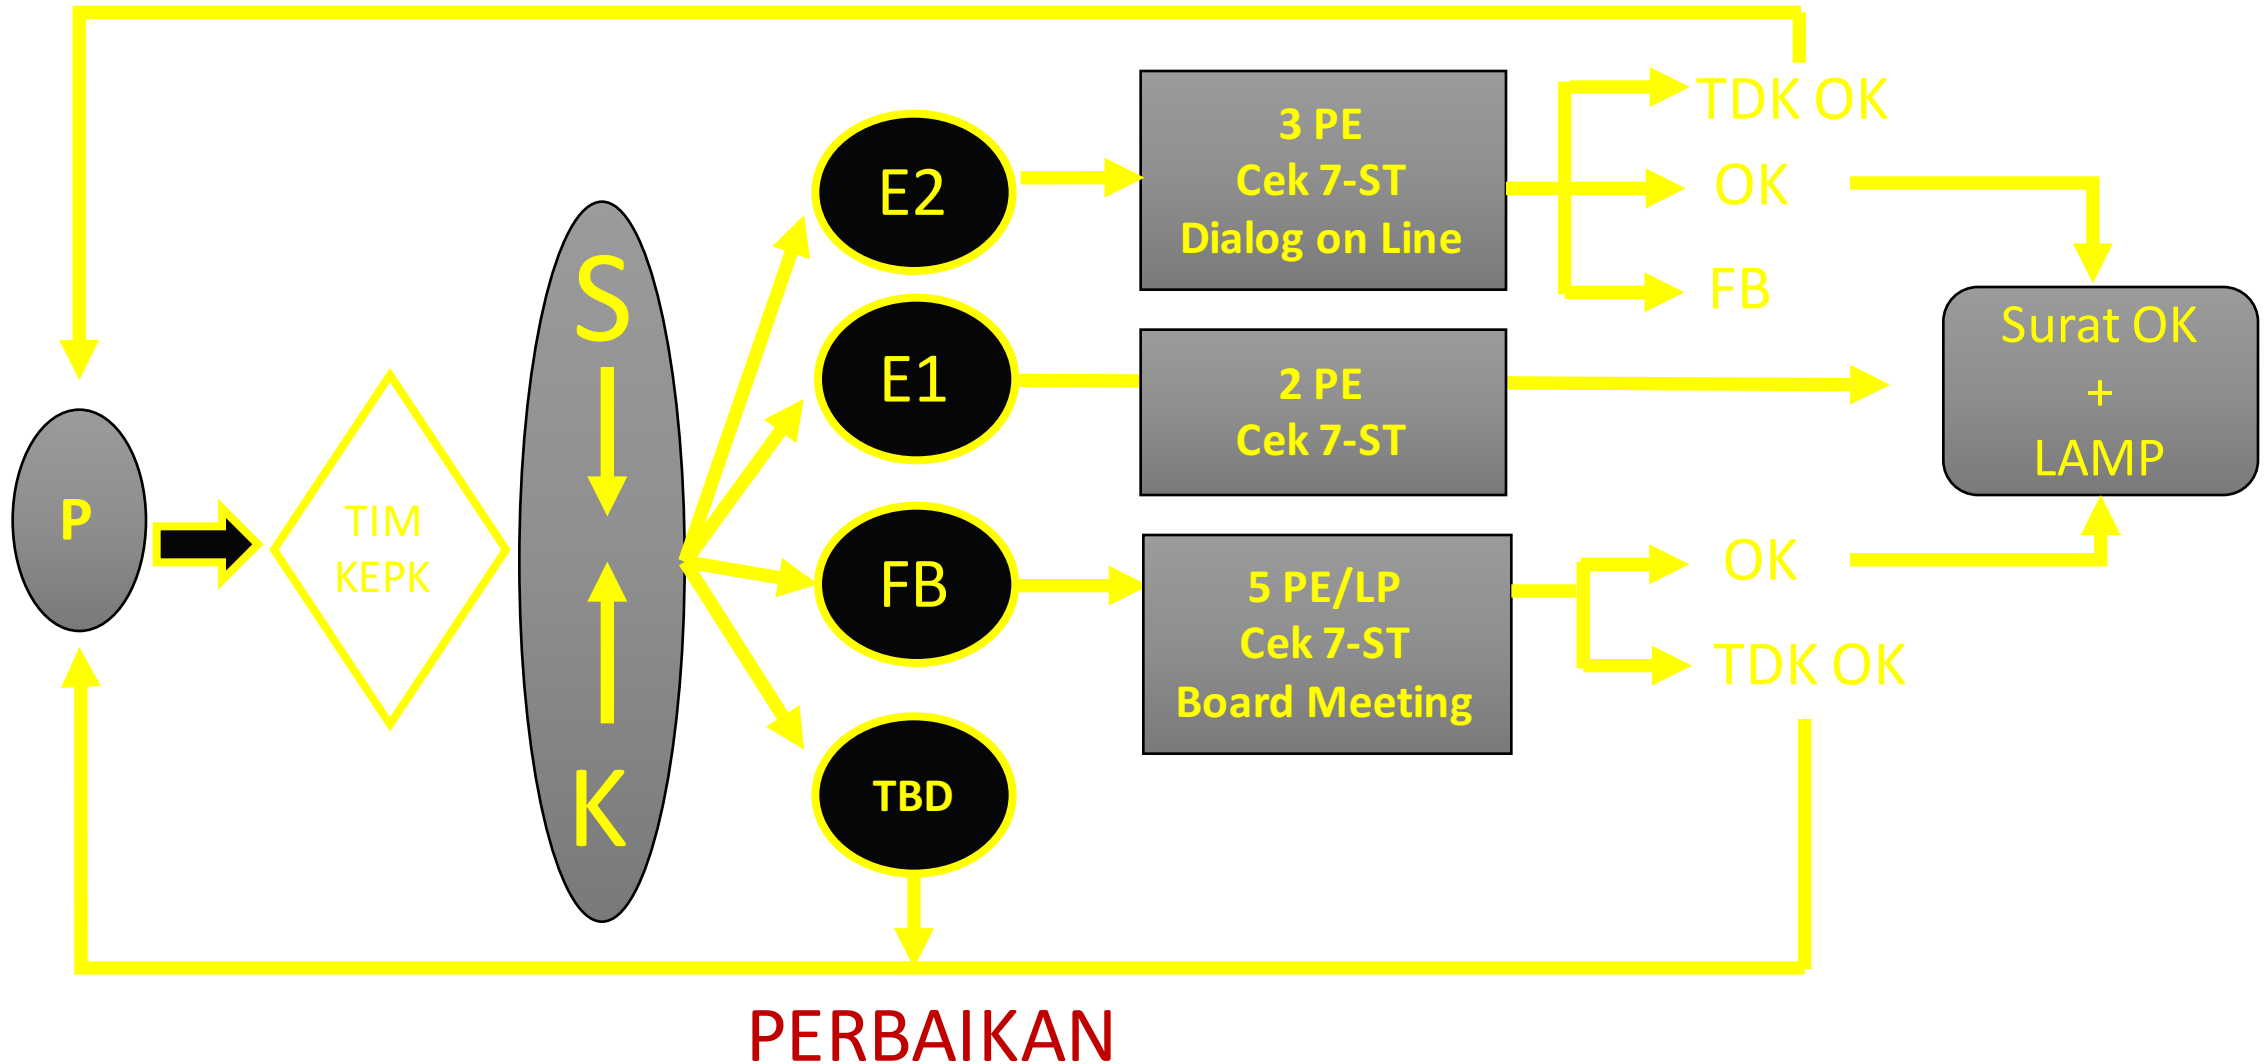 P
TIM
KEPK
S
K
E2
E1
FB
TBD
3 PE
Cek 7-ST
Dialog on Line
2 PE
Cek 7-ST
5 PE/LP
Cek 7-ST
Board Meeting
TDK OK
OK
FB
OK
TDK OK
Surat OK
+
LAMP
PERBAIKAN